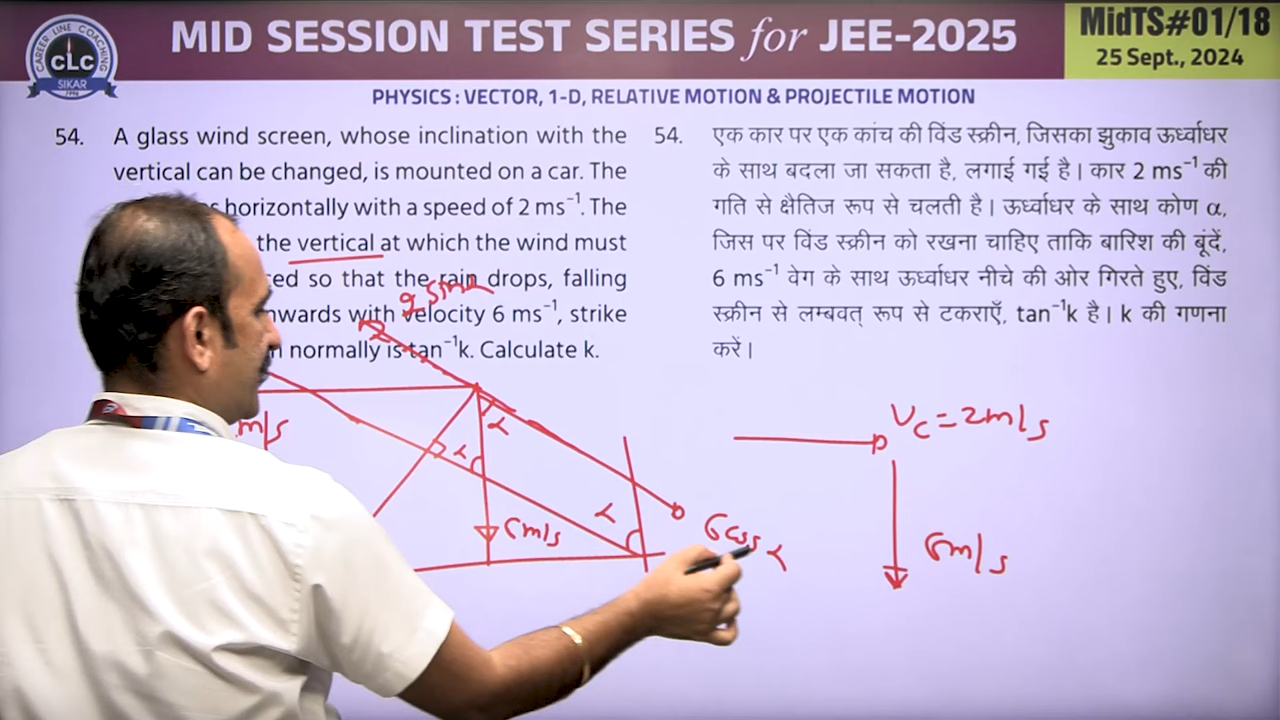 CAREER LINE COACHING
CLC
SIKAR
MID SESSION TEST SERIES for JEE-2025
MidTS#01/18
25 Sept., 2024
PHYSICS : VECTOR, 1-D, RELATIVE MOTION & PROJECTILE MOTION
54. A glass wind screen, whose inclination with the
vertical can be changed, is mounted on a car. The
horizontally with a speed of 2 ms⁻¹. The
the vertical at which the wind must
so that the rain drops, falling
with velocity 6 ms⁻¹, strike
normally is tan⁻¹k. Calculate k.
54. एक कार पर एक कांच की विंड स्क्रीन, जिसका झुकाव ऊर्ध्वाधर
के साथ बदला जा सकता है, लगाई गई है। कार 2 ms⁻¹ की
गति से क्षैतिज रूप से चलती है। ऊर्ध्वाधर के साथ कोण α,
जिस पर विंड स्क्रीन को रखना चाहिए ताकि बारिश की बूंदें,
6 ms⁻¹ वेग के साथ ऊर्ध्वाधर नीचे की ओर गिरते हुए, विंड
स्क्रीन से लम्बवत् रूप से टकराएँ, tan⁻¹k है। k की गणना
करें।
2 sinα
m/s
α
α
6m/s
α
6 cos α
V_C = 2m/s
6m/s